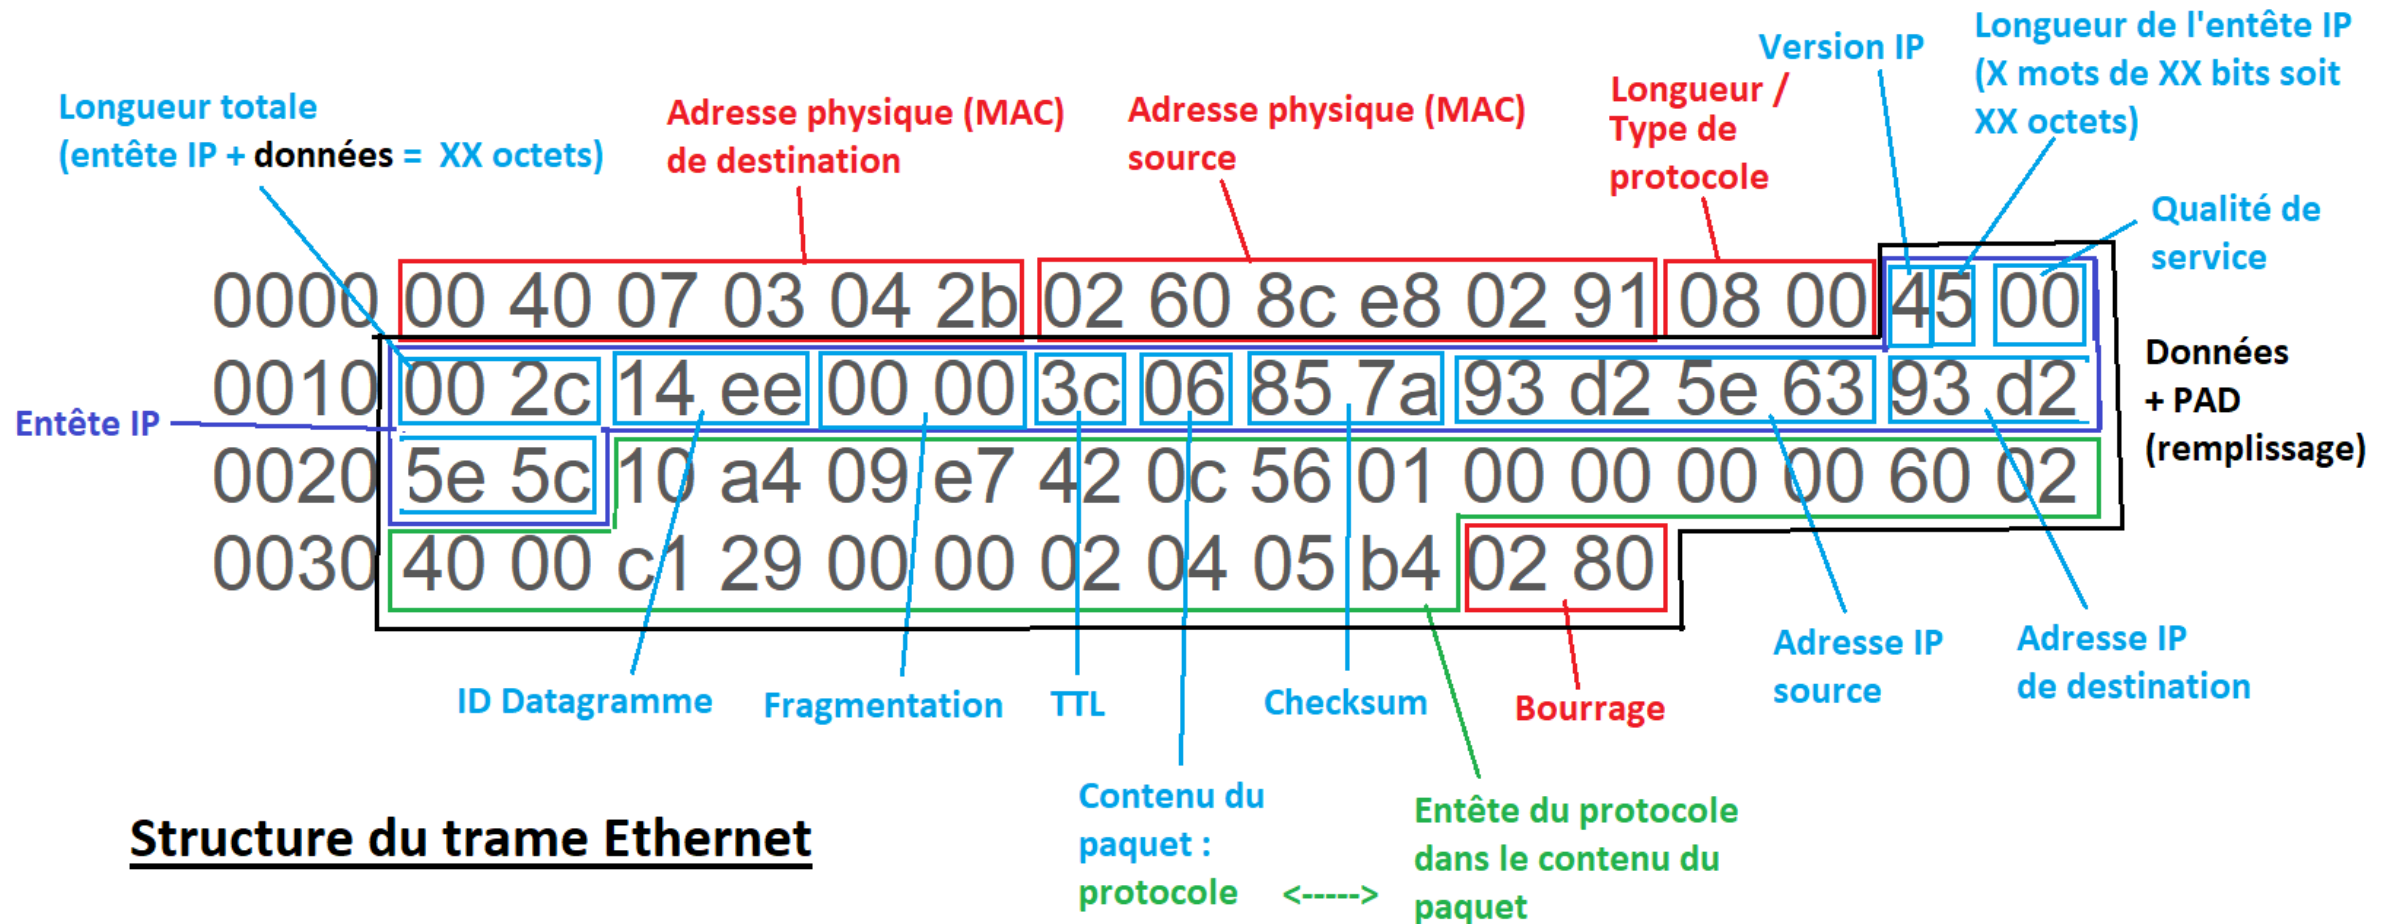 Longueur totale
(entête IP + données = XX octets)
Adresse physique (MAC)
de destination
Adresse physique (MAC)
source
Longueur /
Type de
protocole
Version IP
Longueur de l'entête IP
(X mots de XX bits soit
XX octets)
Qualité de
service
0000 00 40 07 03 04 2b 02 60 8c e8 02 91 08 00 45 00
0010 00 2c 14 ee 00 00 3c 06 85 7a 93 d2 5e 63 93 d2
0020 5e 5c 10 a4 09 e7 42 0c 56 01 00 00 00 00 60 02
0030 40 00 c1 29 00 00 02 04 05 b4 02 80
Entête IP
Données
+ PAD
(remplissage)
ID Datagramme
Fragmentation
TTL
Checksum
Bourrage
Adresse IP
source
Adresse IP
de destination
Contenu du
paquet :
protocole <----->
Entête du protocole
dans le contenu du
paquet
Structure du trame Ethernet